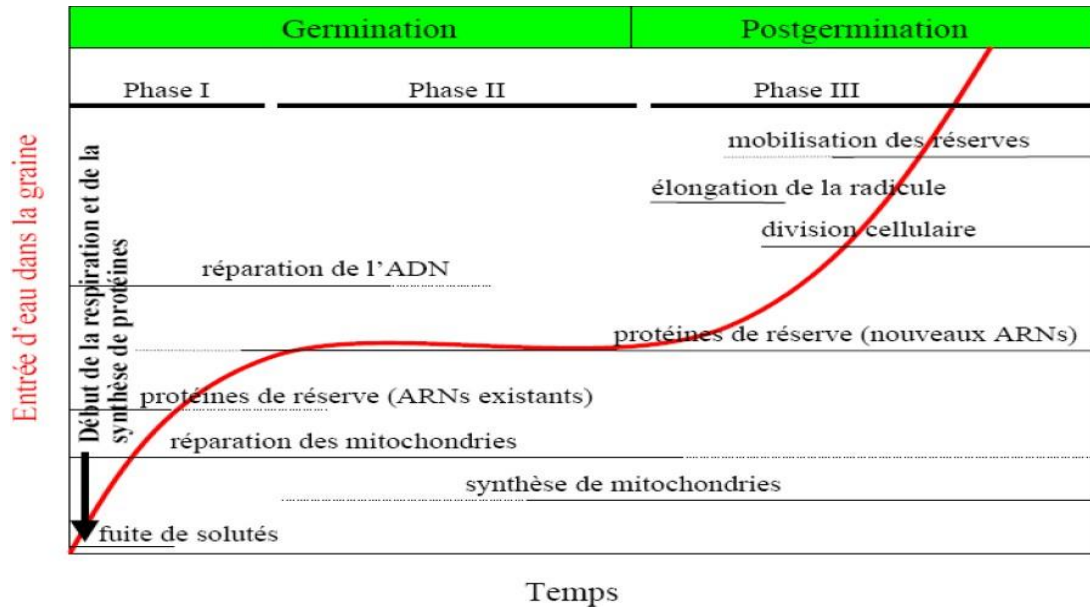 Germination
Postgermination
Phase I
Phase II
Phase III
mobilisation des réserves
élongation de la radicule
division cellulaire
réparation de l'ADN
protéines de réserve (nouveaux ARNs)
protéines de réserve (ARNs existants)
réparation des mitochondries
synthèse de mitochondries
fuite de solutés
Entrée d'eau dans la graine
Début de la respiration et de la
synthèse de protéines
Temps